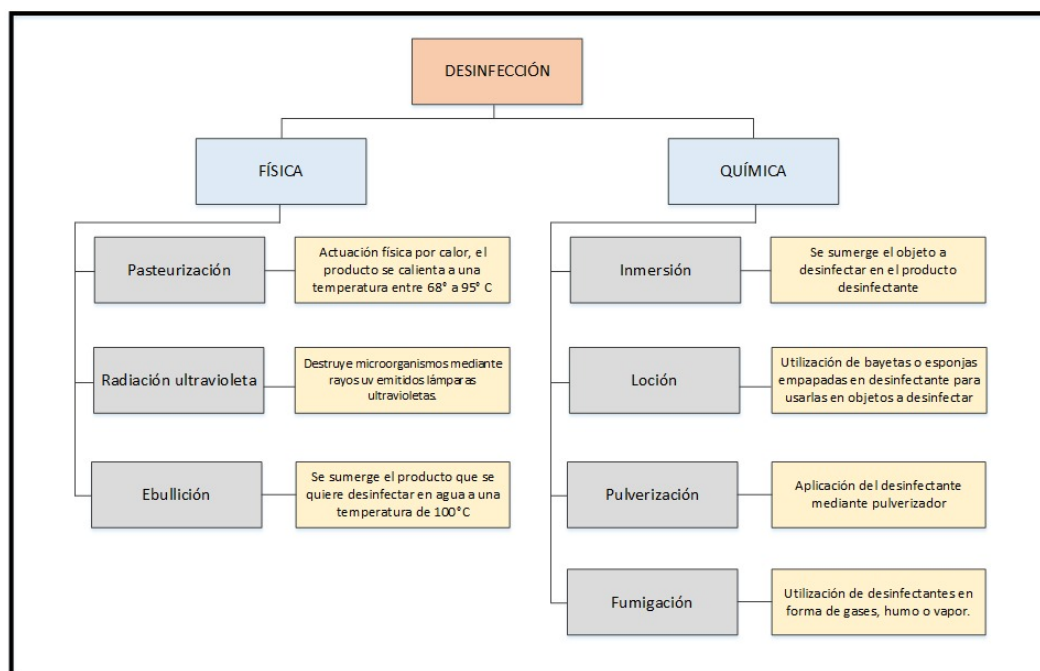 DESINFECCIÓN
FÍSICA
QUÍMICA
Pasteurización
Actuación física por calor, el
producto se calienta a una
temperatura entre 68° a 95° C
Radiación ultravioleta
Destruye microorganismos mediante
rayos uv emitidos lámparas
ultravioletas.
Ebullición
Se sumerge el producto que se
quiere desinfectar en agua a una
temperatura de 100°C
Inmersión
Se sumerge el objeto a
desinfectar en el producto
desinfectante
Loción
Utilización de bayetas o esponjas
empapadas en desinfectante para
usarlas en objetos a desinfectar
Pulverización
Aplicación del desinfectante
mediante pulverizador
Fumigación
Utilización de desinfectantes en
forma de gases, humo o vapor.